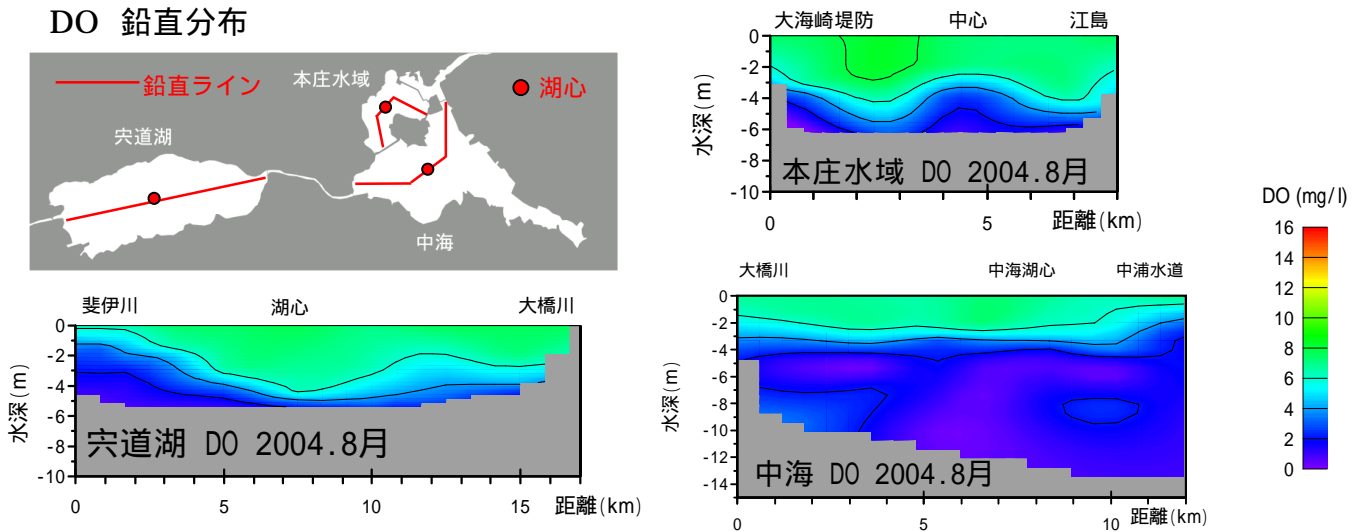 DO 鉛直分布
鉛直ライン
本庄水域
湖心
宍道湖
中海
斐伊川 湖心 大橋川
0
-2
-4
-6
-8
-10
水深(m)
宍道湖 DO 2004.8月
0 5 10 15 距離(km)
大海崎堤防 中心 江島
0
-2
-4
-6
-8
-10
水深(m)
本庄水域 DO 2004.8月
0 5 距離(km)
大橋川 中海湖心 中浦水道
0
-2
-4
-6
-8
-10
-12
-14
水深(m)
中海 DO 2004.8月
0 5 10 距離(km)
DO (mg/l)
16
14
12
10
8
6
4
2
0